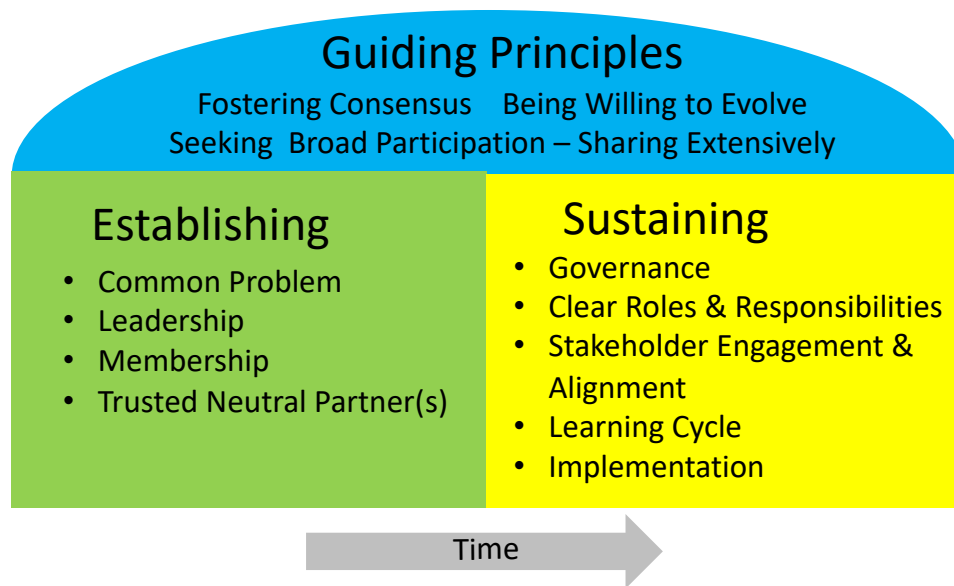 Guiding Principles
Fostering Consensus    Being Willing to Evolve
Seeking  Broad Participation – Sharing Extensively
Establishing
• Common Problem
• Leadership
• Membership
• Trusted Neutral Partner(s)
Sustaining
• Governance
• Clear Roles & Responsibilities
• Stakeholder Engagement &
Alignment
• Learning Cycle
• Implementation
Time